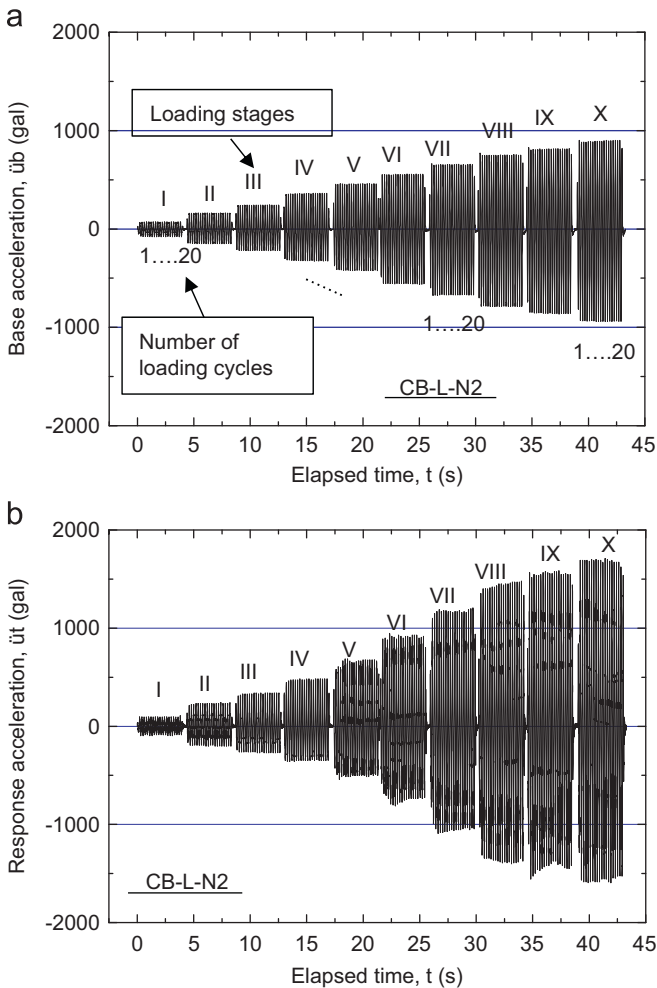 a
2000
1000
0
-1000
-2000
Base acceleration, üb (gal)
Loading stages
I
II
III
IV
V
VI
VII
VIII
IX
X
1....20
Number of
loading cycles
1....20
1....20
CB-L-N2
0 5 10 15 20 25 30 35 40 45
Elapsed time, t (s)
b
2000
1000
0
-1000
-2000
Response acceleration, üt (gal)
I
II
III
IV
V
VI
VII
VIII
IX
X
CB-L-N2
0 5 10 15 20 25 30 35 40 45
Elapsed time, t (s)